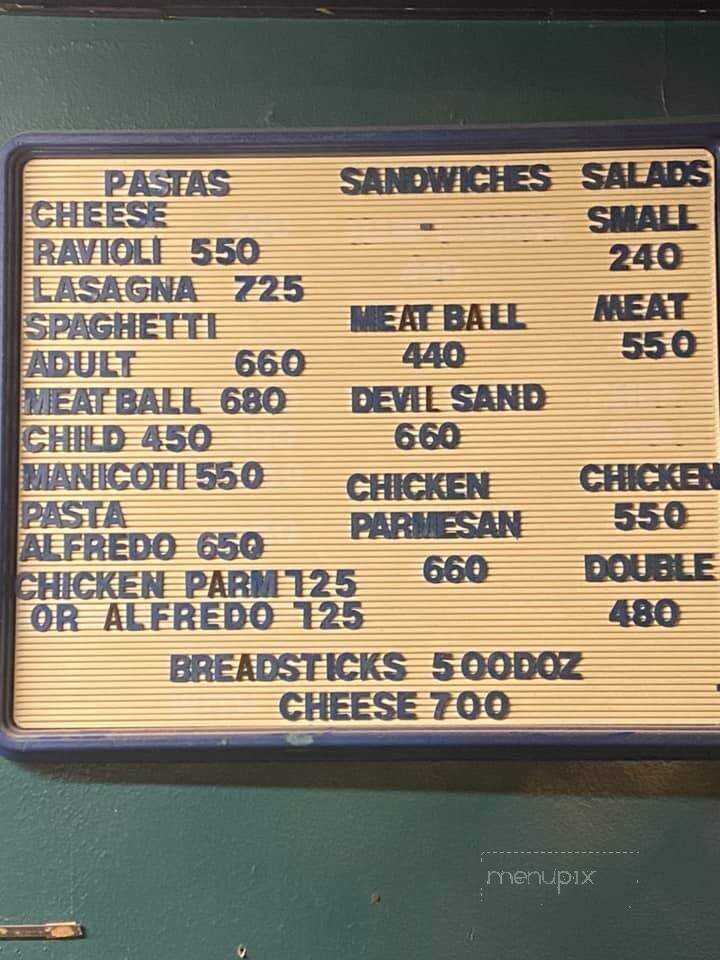 PASTAS
CHEESE
RAVIOLI 550
LASAGNA 725
SPAGHETTI
ADULT 660
MEAT BALL 680
CHILD 450
MANICOTI 550
PASTA
ALFREDO 650
CHICKEN PARM 725
OR ALFREDO 725
SANDWICHES
MEAT BALL
440
DEVIL SAND
660
CHICKEN
PARMESAN
660
SALADS
SMALL
240
MEAT
550
CHICKEN
550
DOUBLE
480
BREADSTICKS 500DOZ
CHEESE 700
menupix